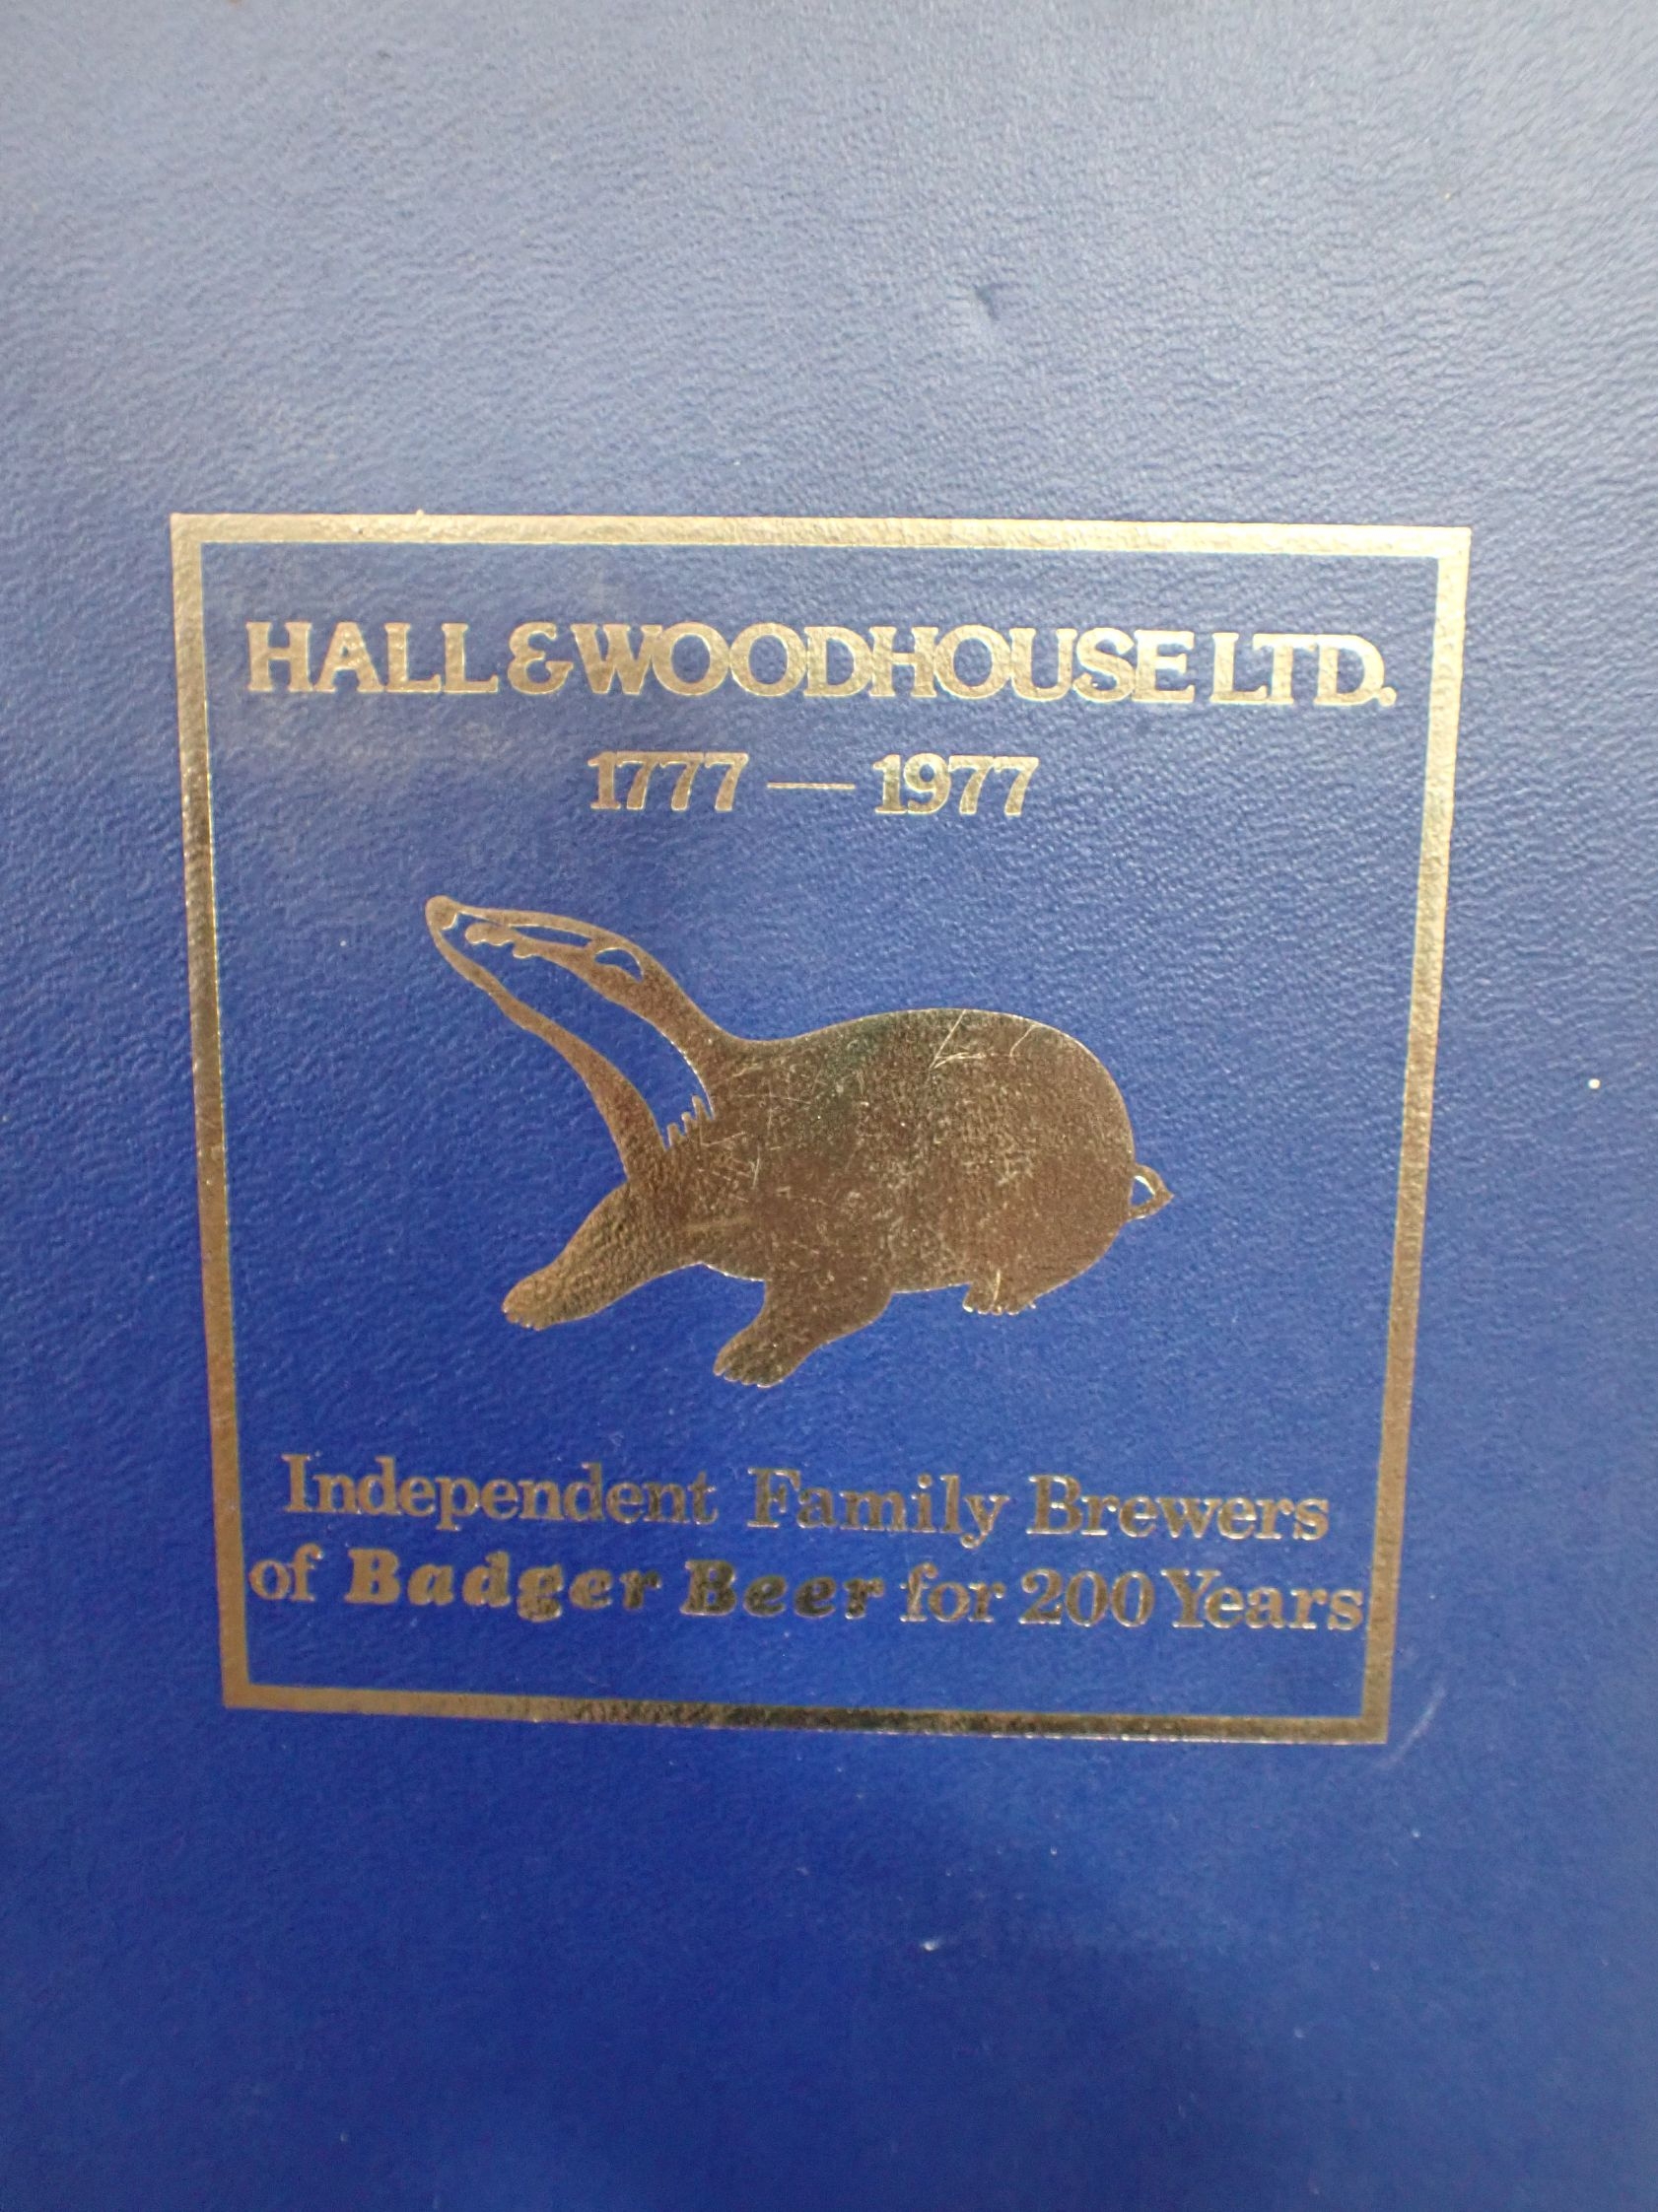 HALL & WOODHOUSE LTD.
1777 — 1977
Independent Family Brewers
of Badger Beer for 200 Years